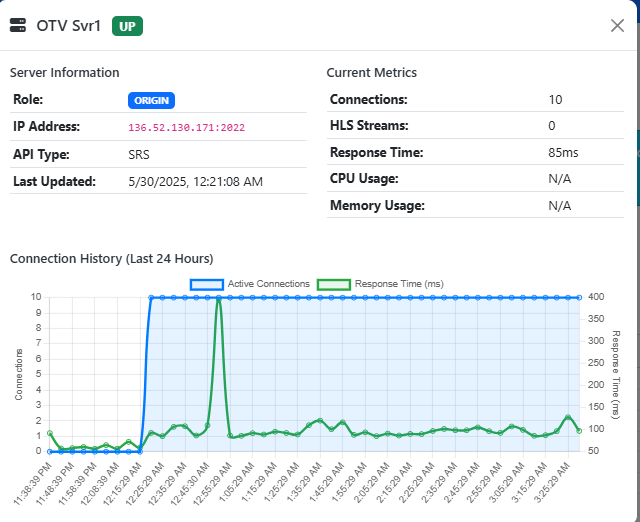 OTV Svr1 UP
Server Information
Role: ORIGIN
IP Address: 136.52.130.171:2022
API Type: SRS
Last Updated: 5/30/2025, 12:21:08 AM
Current Metrics
Connections: 10
HLS Streams: 0
Response Time: 85ms
CPU Usage: N/A
Memory Usage: N/A
Connection History (Last 24 Hours)
Active Connections Response Time (ms)
Connections
10
9
8
7
6
5
4
3
2
1
0
400
350
300
250
200
150
100
50
Response Time (ms)
11:38:39 PM
11:48:39 PM
11:58:39 PM
12:08:39 AM
12:15:29 AM
12:25:29 AM
12:35:29 AM
12:45:30 AM
12:55:29 AM
1:05:29 AM
1:15:29 AM
1:25:29 AM
1:35:29 AM
1:45:29 AM
1:55:29 AM
2:05:29 AM
2:15:29 AM
2:25:29 AM
2:35:29 AM
2:45:29 AM
2:55:29 AM
3:05:29 AM
3:15:29 AM
3:25:29 AM